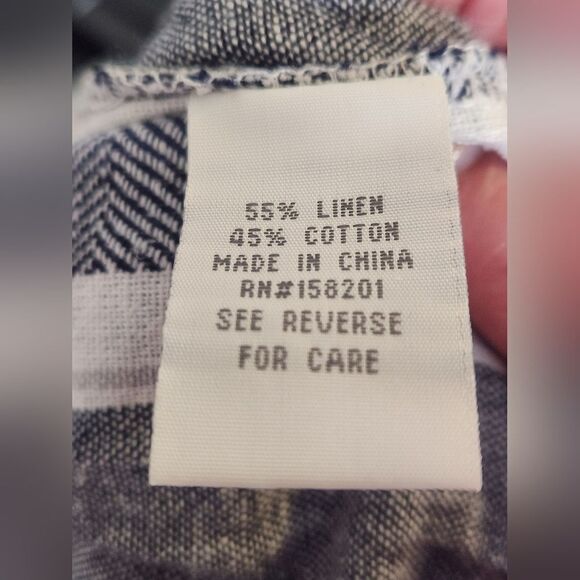 55% LINEN
45% COTTON
MADE IN CHINA
RN#158201
SEE REVERSE
FOR CARE